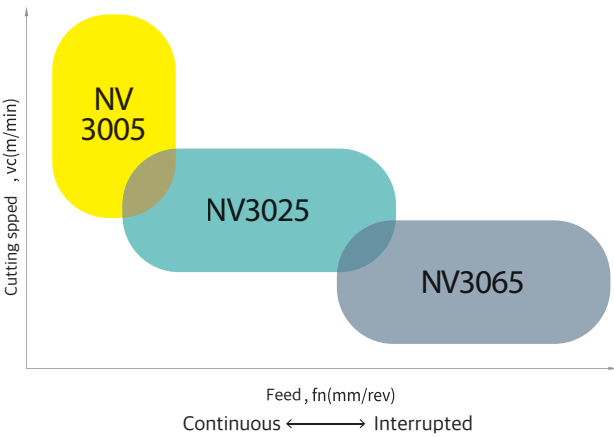 NV
3005
NV3025
NV3065
Cutting spped , vc(m/min)
Feed , fn(mm/rev)
Continuous ⟷ Interrupted